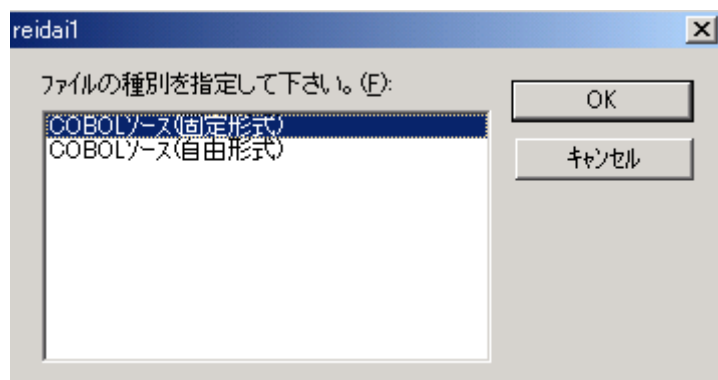 reidai1
ファイルの種別を指定して下さい。(F):
COBOLソース(固定形式)
COBOLソース(自由形式)
OK
キャンセル